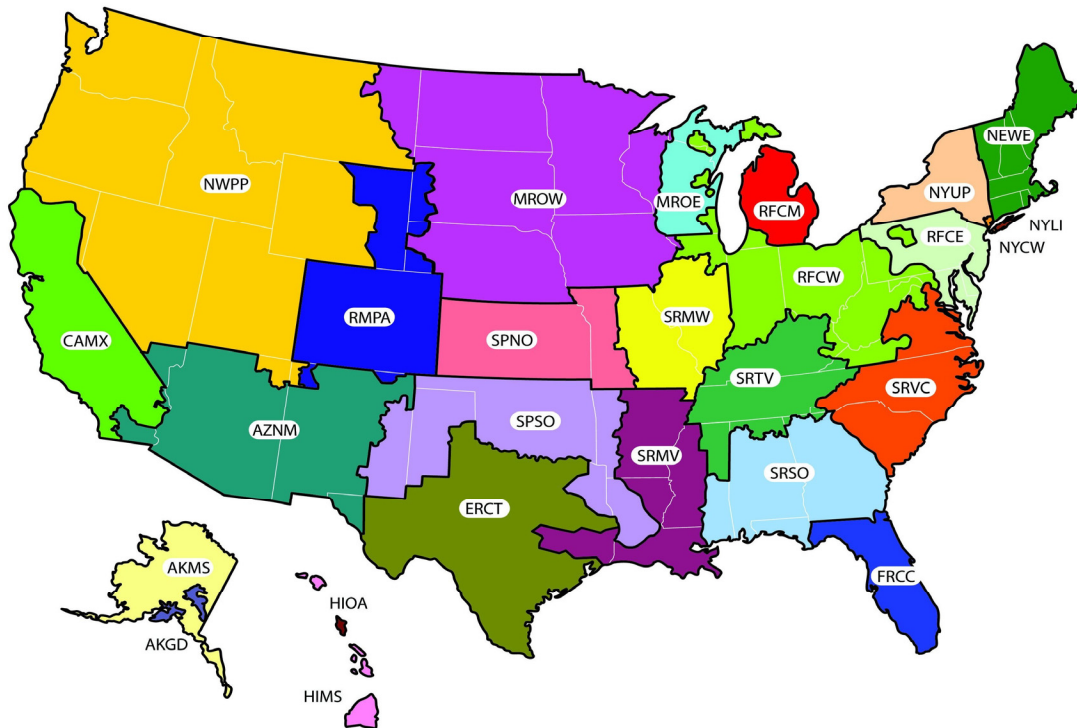 NEWE
NWPP
NYUP
MROW
MROE
RFCM
NYLI
RFCE
NYCW
RFCW
RMPA
SRMW
SPNO
CAMX
SRTV
SRVC
SPSO
AZNM
SRMV
SRSO
ERCT
AKMS
FRCC
HIOA
AKGD
HIMS